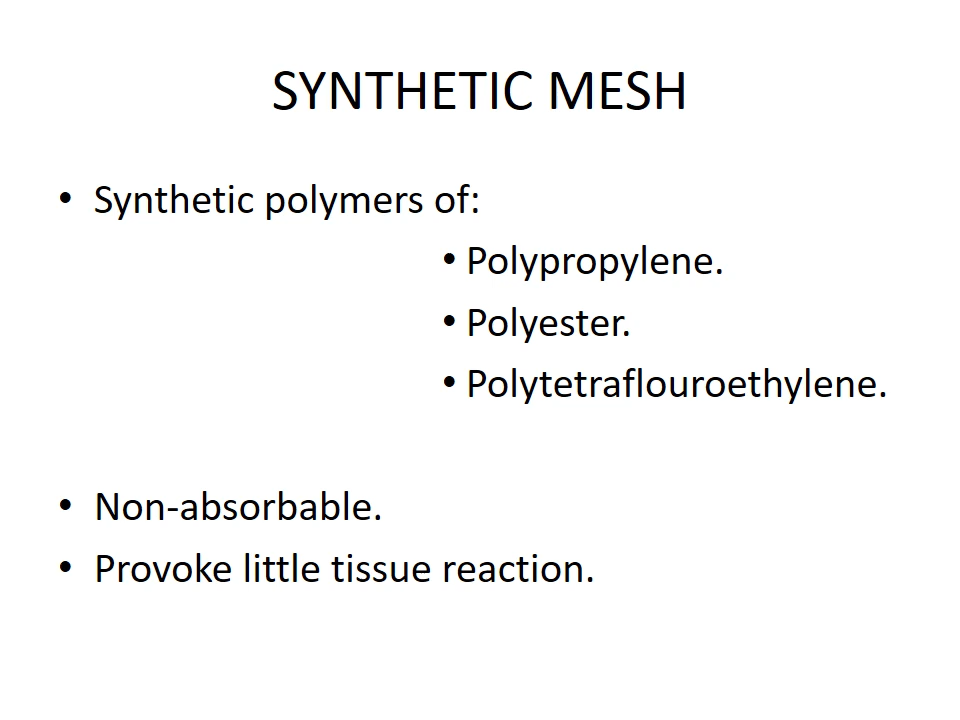 SYNTHETIC MESH
• Synthetic polymers of:
• Polypropylene.
• Polyester.
• Polytetraflouroethylene.
• Non-absorbable.
• Provoke little tissue reaction.